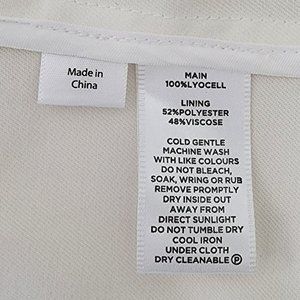 Made in
China
MAIN
100%LYOCELL
LINING
52%POLYESTER
48%VISCOSE
COLD GENTLE
MACHINE WASH
WITH LIKE COLOURS
DO NOT BLEACH,
SOAK, WRING OR RUB
REMOVE PROMPTLY
DRY INSIDE OUT
AWAY FROM
DIRECT SUNLIGHT
DO NOT TUMBLE DRY
COOL IRON
UNDER CLOTH
DRY CLEANABLE Ⓟ